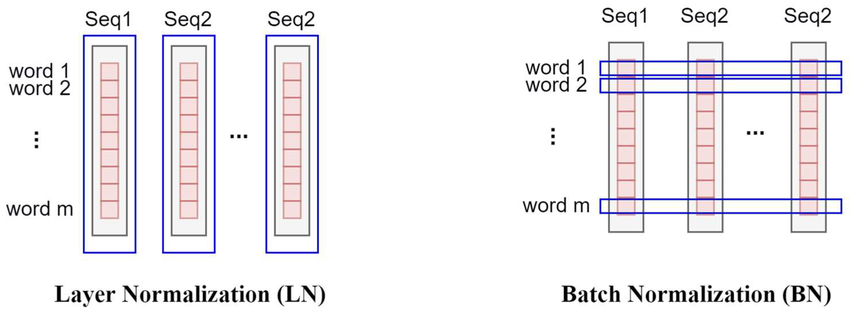 Seq1 Seq2 Seq2
word 1
word 2
...
...
word m
Layer Normalization (LN)
Seq1 Seq2 Seq2
word 1
word 2
...
...
word m
Batch Normalization (BN)